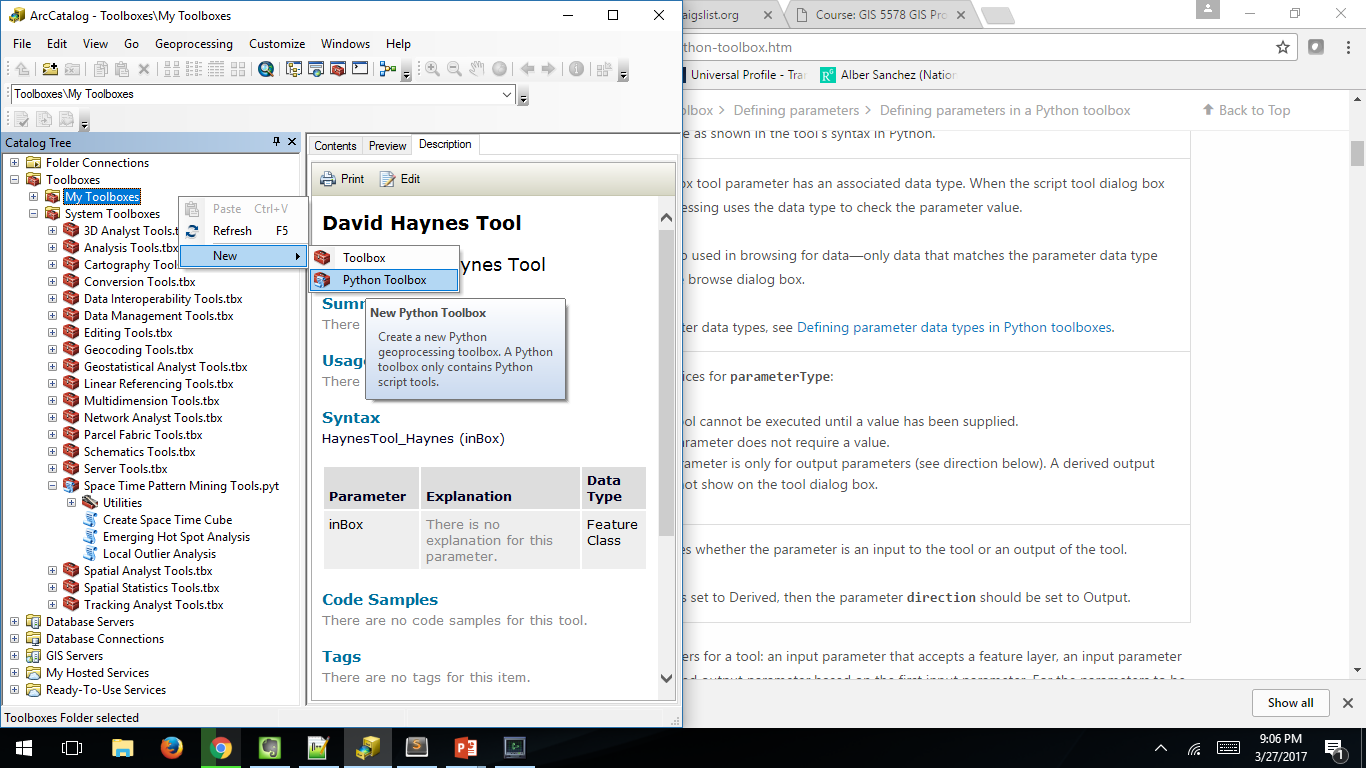 ArcCatalog - Toolboxes\My Toolboxes
File Edit View Go Geoprocessing Customize Windows Help
Toolboxes\My Toolboxes
Catalog Tree
Folder Connections
Toolboxes
My Toolboxes
System Toolboxes
3D Analyst Tools.t
Analysis Tools.tbx
Cartography Tool
Conversion Tools.tbx
Data Interoperability Tools.tbx
Data Management Tools.tbx
Editing Tools.tbx
Geocoding Tools.tbx
Geostatistical Analyst Tools.tbx
Linear Referencing Tools.tbx
Multidimension Tools.tbx
Network Analyst Tools.tbx
Parcel Fabric Tools.tbx
Schematics Tools.tbx
Server Tools.tbx
Space Time Pattern Mining Tools.pyt
Utilities
Create Space Time Cube
Emerging Hot Spot Analysis
Local Outlier Analysis
Spatial Analyst Tools.tbx
Spatial Statistics Tools.tbx
Tracking Analyst Tools.tbx
Database Servers
Database Connections
GIS Servers
My Hosted Services
Ready-To-Use Services
Toolboxes Folder selected
Paste Ctrl+V
Refresh F5
New
Toolbox
Python Toolbox
New Python Toolbox
Create a new Python
geoprocessing toolbox. A Python
toolbox only contains Python
script tools.
Contents Preview Description
Print Edit
David Haynes Tool
ynes Tool
Summ
There
Usag
There
Syntax
HaynesTool_Haynes (inBox)
Parameter Explanation Data Type
inBox There is no explanation for this parameter. Feature Class
Code Samples
There are no code samples for this tool.
Tags
There are no tags for this item.
aigslist.org Course: GIS 5578 GIS Pro
thon-toolbox.htm
Universal Profile - Tra Alber Sanchez (Nation
lbox > Defining parameters > Defining parameters in a Python toolbox Back to Top
e as shown in the tool's syntax in Python.
ox tool parameter has an associated data type. When the script tool dialog box
essing uses the data type to check the parameter value.
o used in browsing for data—only data that matches the parameter data type
browse dialog box.
er data types, see Defining parameter data types in Python toolboxes.
ices for parameterType:
ool cannot be executed until a value has been supplied.
arameter does not require a value.
rameter is only for output parameters (see direction below). A derived output
not show on the tool dialog box.
es whether the parameter is an input to the tool or an output of the tool.
s set to Derived, then the parameter direction should be set to Output.
ers for a tool: an input parameter that accepts a feature layer, an input parameter
Show all
9:06 PM
3/27/2017
1